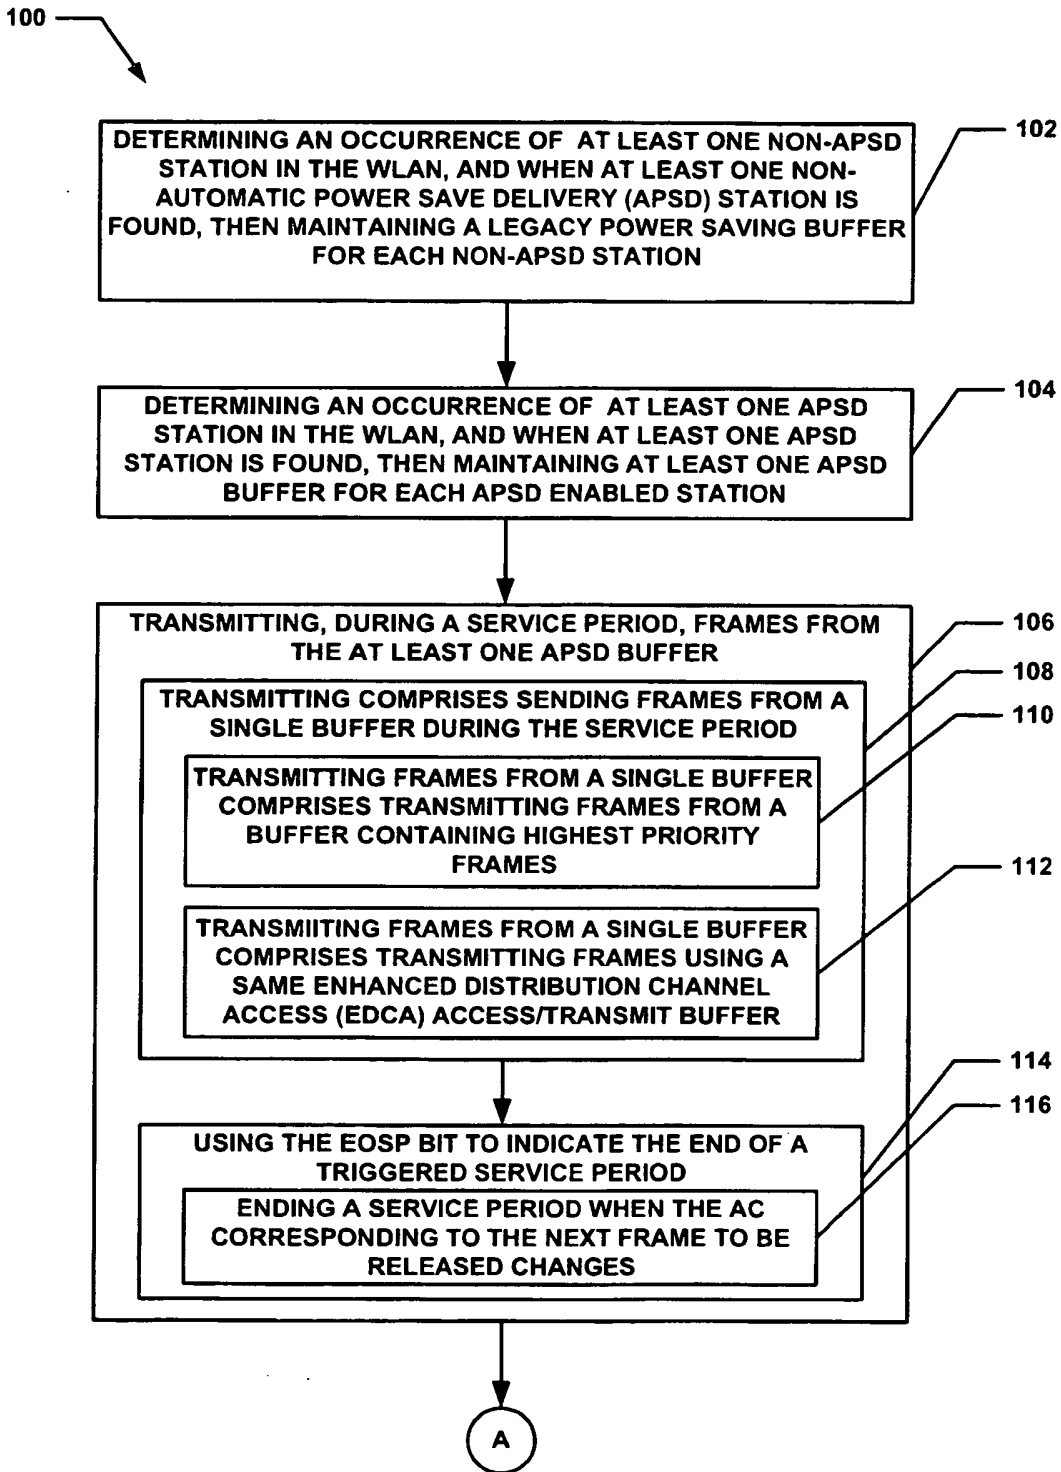 100
DETERMINING AN OCCURRENCE OF AT LEAST ONE NON-APSD
STATION IN THE WLAN, AND WHEN AT LEAST ONE NON-
AUTOMATIC POWER SAVE DELIVERY (APSD) STATION IS
FOUND, THEN MAINTAINING A LEGACY POWER SAVING BUFFER
FOR EACH NON-APSD STATION
102
DETERMINING AN OCCURRENCE OF AT LEAST ONE APSD
STATION IN THE WLAN, AND WHEN AT LEAST ONE APSD
STATION IS FOUND, THEN MAINTAINING AT LEAST ONE APSD
BUFFER FOR EACH APSD ENABLED STATION
104
TRANSMITTING, DURING A SERVICE PERIOD, FRAMES FROM
THE AT LEAST ONE APSD BUFFER
106
TRANSMITTING COMPRISES SENDING FRAMES FROM A
SINGLE BUFFER DURING THE SERVICE PERIOD
108
TRANSMITTING FRAMES FROM A SINGLE BUFFER
COMPRISES TRANSMITTING FRAMES FROM A
BUFFER CONTAINING HIGHEST PRIORITY
FRAMES
110
TRANSMIITING FRAMES FROM A SINGLE BUFFER
COMPRISES TRANSMITTING FRAMES USING A
SAME ENHANCED DISTRIBUTION CHANNEL
ACCESS (EDCA) ACCESS/TRANSMIT BUFFER
112
USING THE EOSP BIT TO INDICATE THE END OF A
TRIGGERED SERVICE PERIOD
114
ENDING A SERVICE PERIOD WHEN THE AC
CORRESPONDING TO THE NEXT FRAME TO BE
RELEASED CHANGES
116
A